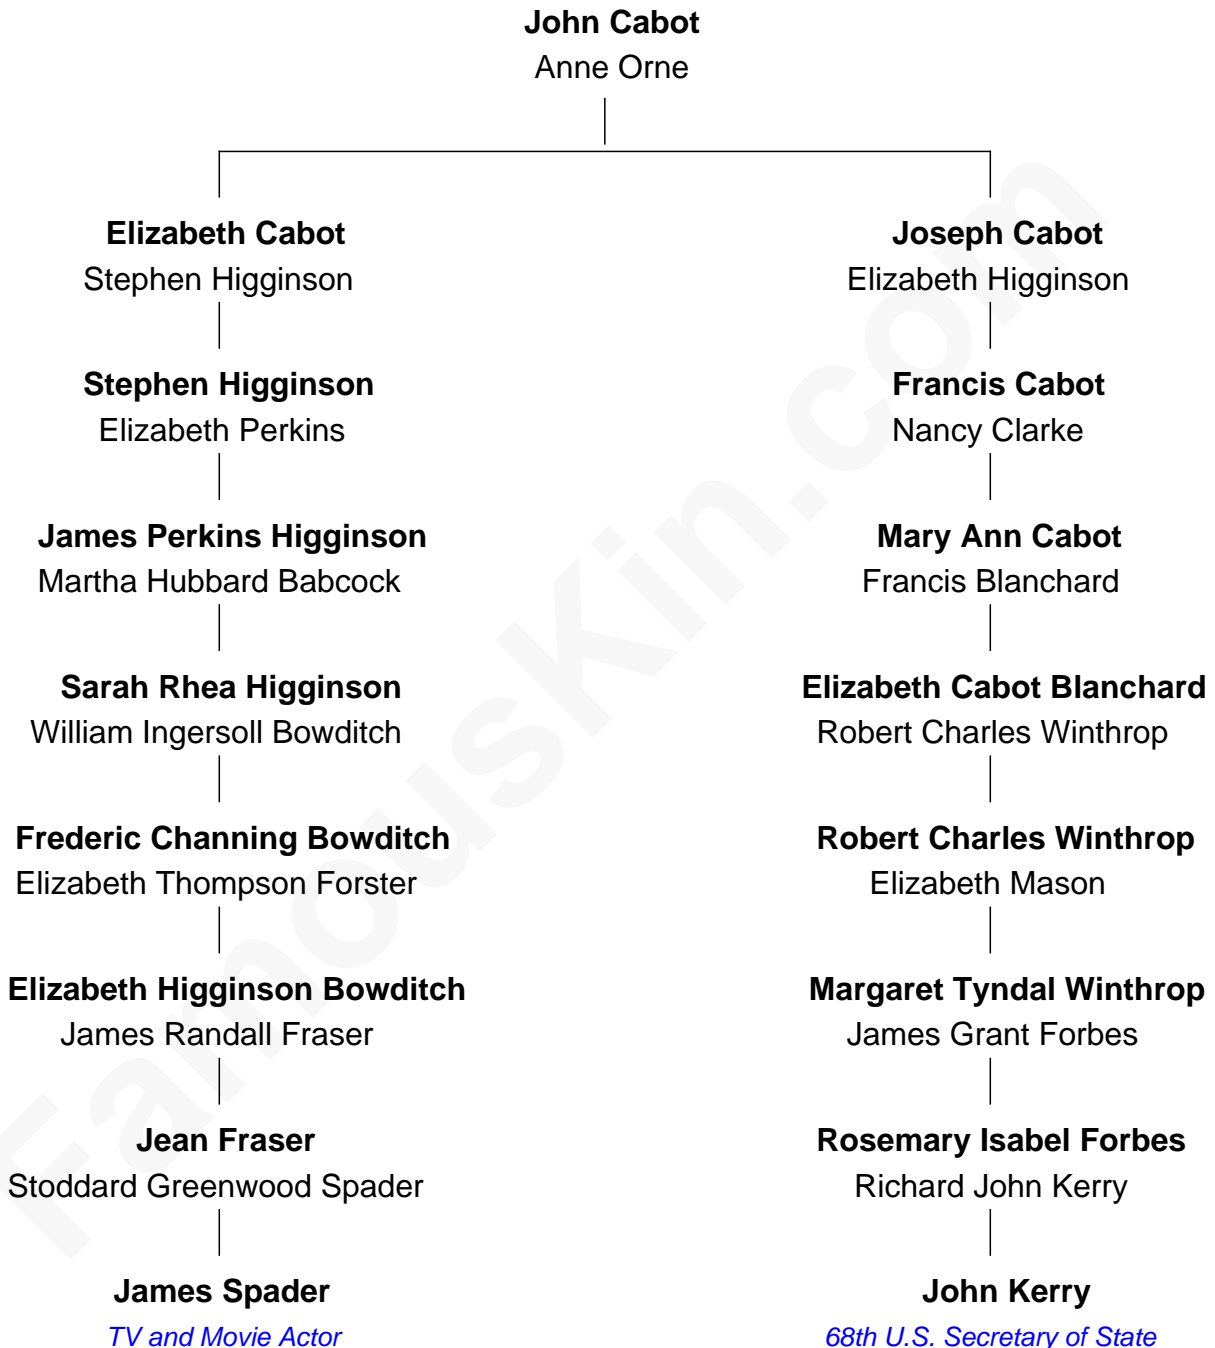 John Cabot
Anne Orne
Elizabeth Cabot
Stephen Higginson
Joseph Cabot
Elizabeth Higginson
Stephen Higginson
Elizabeth Perkins
Francis Cabot
Nancy Clarke
James Perkins Higginson
Martha Hubbard Babcock
Mary Ann Cabot
Francis Blanchard
Sarah Rhea Higginson
William Ingersoll Bowditch
Elizabeth Cabot Blanchard
Robert Charles Winthrop
Frederic Channing Bowditch
Elizabeth Thompson Forster
Robert Charles Winthrop
Elizabeth Mason
Elizabeth Higginson Bowditch
James Randall Fraser
Margaret Tyndal Winthrop
James Grant Forbes
Jean Fraser
Stoddard Greenwood Spader
Rosemary Isabel Forbes
Richard John Kerry
James Spader
TV and Movie Actor
John Kerry
68th U.S. Secretary of State
FamousKin.com